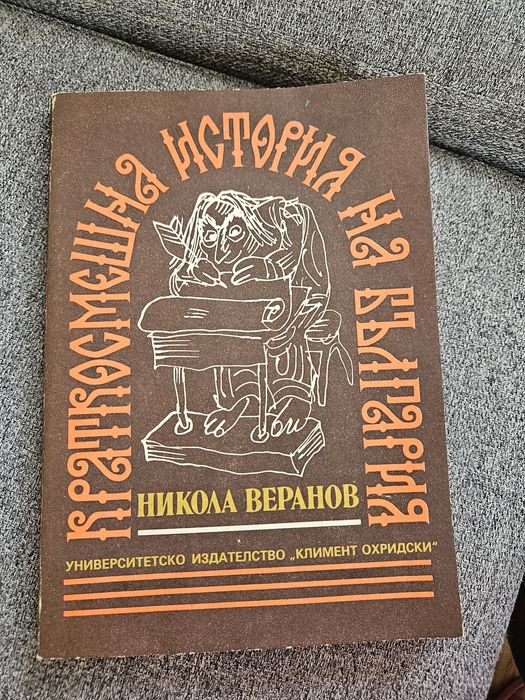 КРАТКОСМЕШНА ИСТОРИЯ НА БЪЛГАРИЯ
НИКОЛА ВЕРАНОВ
УНИВЕРСИТЕТСКО ИЗДАТЕЛСТВО „КЛИМЕНТ ОХРИДСКИ“